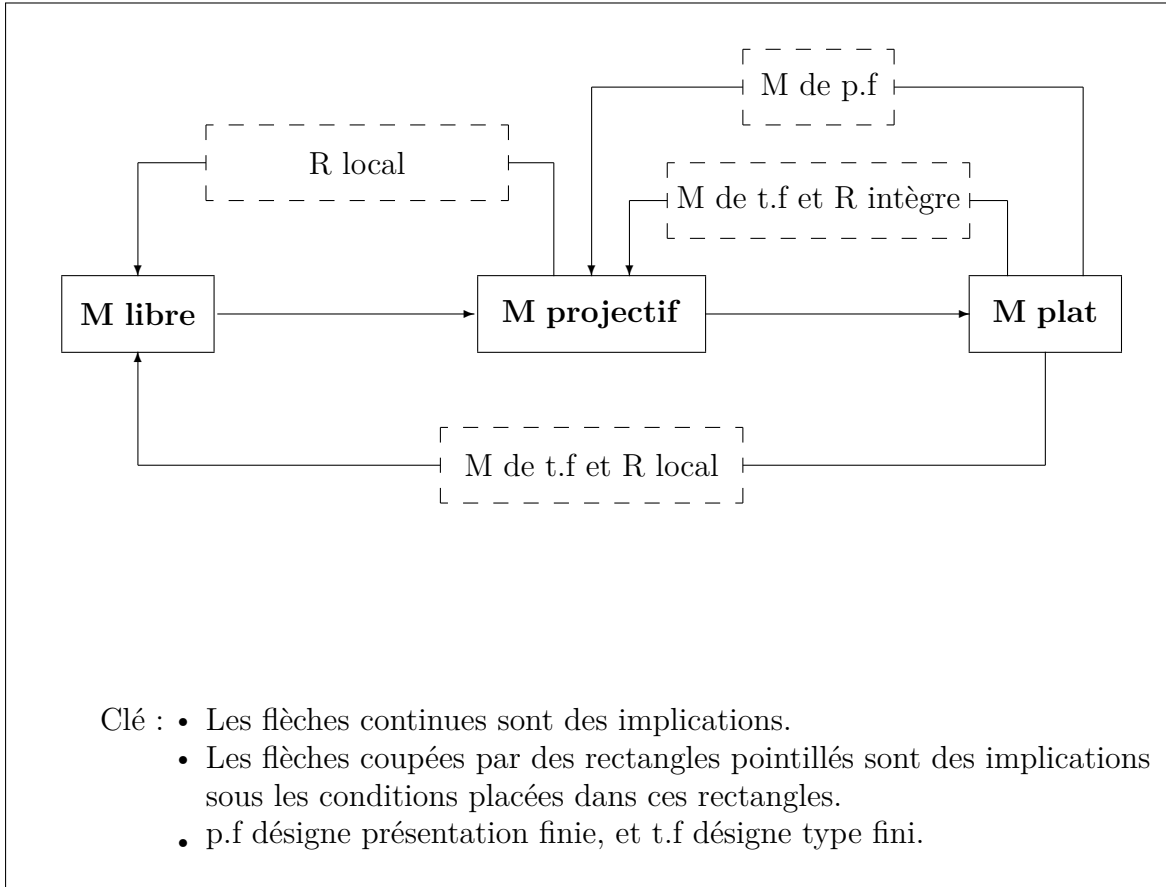 M de p.f
R local
M de t.f et R intègre
M libre
M projectif
M plat
M de t.f et R local
Clé : • Les flèches continues sont des implications.
• Les flèches coupées par des rectangles pointillés sont des implications
sous les conditions placées dans ces rectangles.
• p.f désigne présentation finie, et t.f désigne type fini.